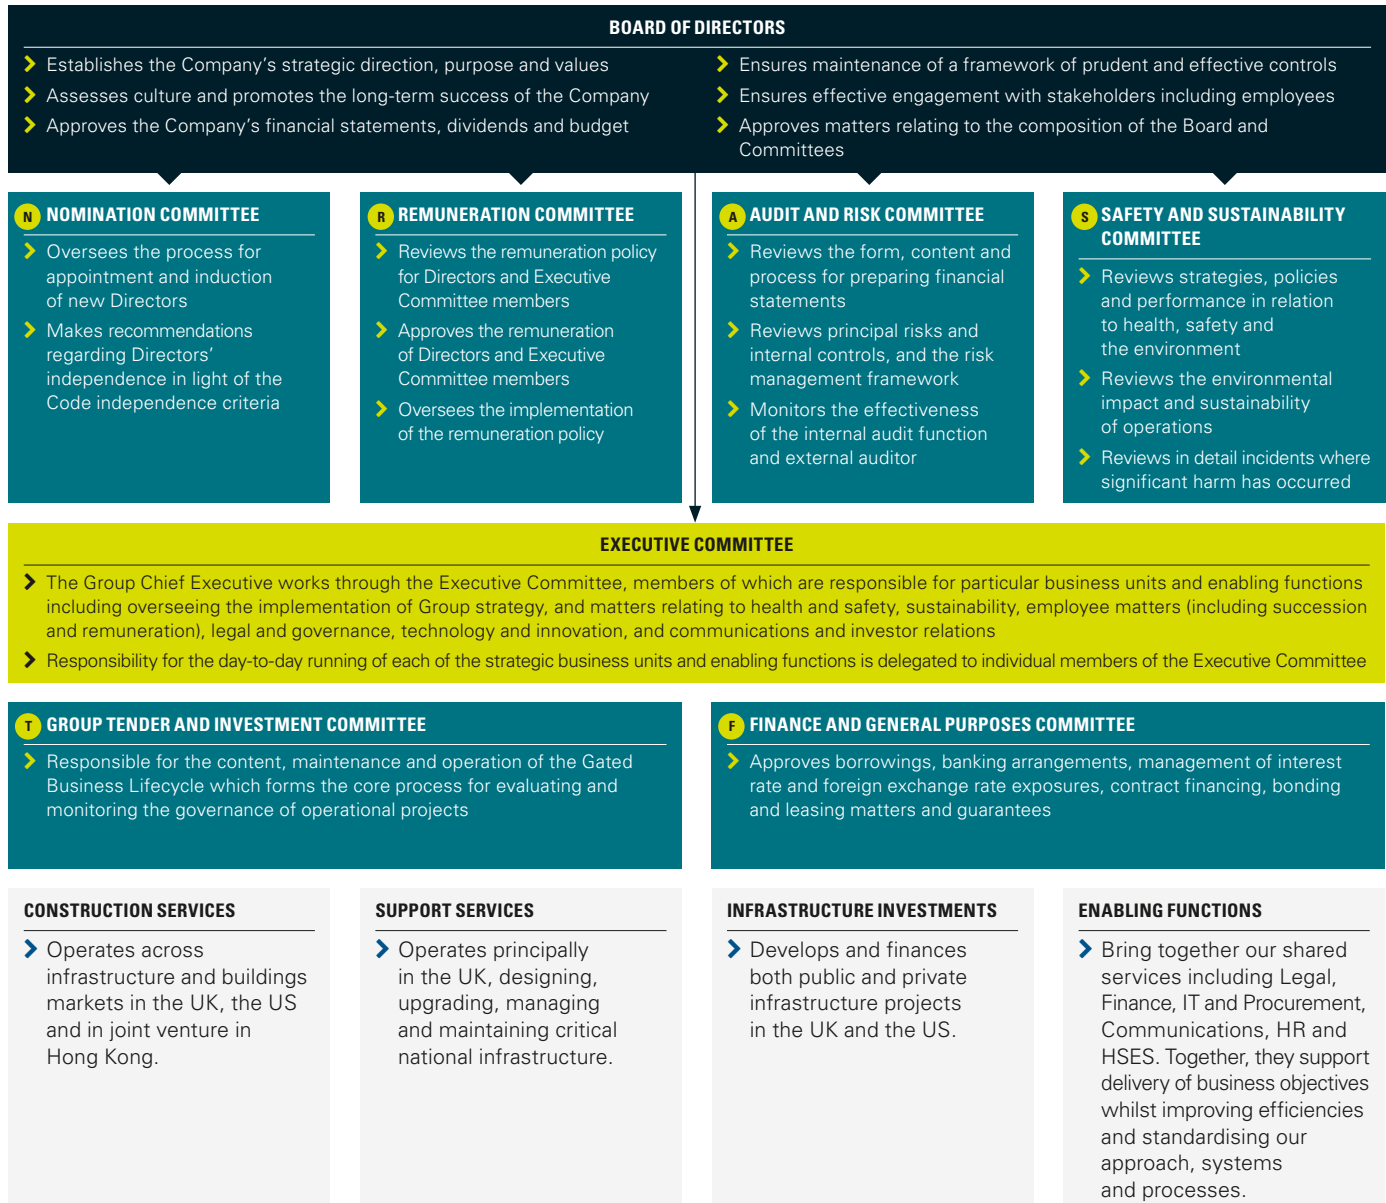 BOARD OF DIRECTORS
Establishes the Company's strategic direction, purpose and values
Assesses culture and promotes the long-term success of the Company
Approves the Company's financial statements, dividends and budget
Ensures maintenance of a framework of prudent and effective controls
Ensures effective engagement with stakeholders including employees
Approves matters relating to the composition of the Board and
Committees
N NOMINATION COMMITTEE
Oversees the process for
appointment and induction
of new Directors
Makes recommendations
regarding Directors'
independence in light of the
Code independence criteria
R REMUNERATION COMMITTEE
Reviews the remuneration policy
for Directors and Executive
Committee members
Approves the remuneration
of Directors and Executive
Committee members
Oversees the implementation
of the remuneration policy
A AUDIT AND RISK COMMITTEE
Reviews the form, content and
process for preparing financial
statements
Reviews principal risks and
internal controls, and the risk
management framework
Monitors the effectiveness
of the internal audit function
and external auditor
S SAFETY AND SUSTAINABILITY
COMMITTEE
Reviews strategies, policies
and performance in relation
to health, safety and
the environment
Reviews the environmental
impact and sustainability
of operations
Reviews in detail incidents where
significant harm has occurred
EXECUTIVE COMMITTEE
The Group Chief Executive works through the Executive Committee, members of which are responsible for particular business units and enabling functions
including overseeing the implementation of Group strategy, and matters relating to health and safety, sustainability, employee matters (including succession
and remuneration), legal and governance, technology and innovation, and communications and investor relations
Responsibility for the day-to-day running of each of the strategic business units and enabling functions is delegated to individual members of the Executive Committee
T GROUP TENDER AND INVESTMENT COMMITTEE
Responsible for the content, maintenance and operation of the Gated
Business Lifecycle which forms the core process for evaluating and
monitoring the governance of operational projects
F FINANCE AND GENERAL PURPOSES COMMITTEE
Approves borrowings, banking arrangements, management of interest
rate and foreign exchange rate exposures, contract financing, bonding
and leasing matters and guarantees
CONSTRUCTION SERVICES
Operates across
infrastructure and buildings
markets in the UK, the US
and in joint venture in
Hong Kong.
SUPPORT SERVICES
Operates principally
in the UK, designing,
upgrading, managing
and maintaining critical
national infrastructure.
INFRASTRUCTURE INVESTMENTS
Develops and finances
both public and private
infrastructure projects
in the UK and the US.
ENABLING FUNCTIONS
Bring together our shared
services including Legal,
Finance, IT and Procurement,
Communications, HR and
HSES. Together, they support
delivery of business objectives
whilst improving efficiencies
and standardising our
approach, systems
and processes.